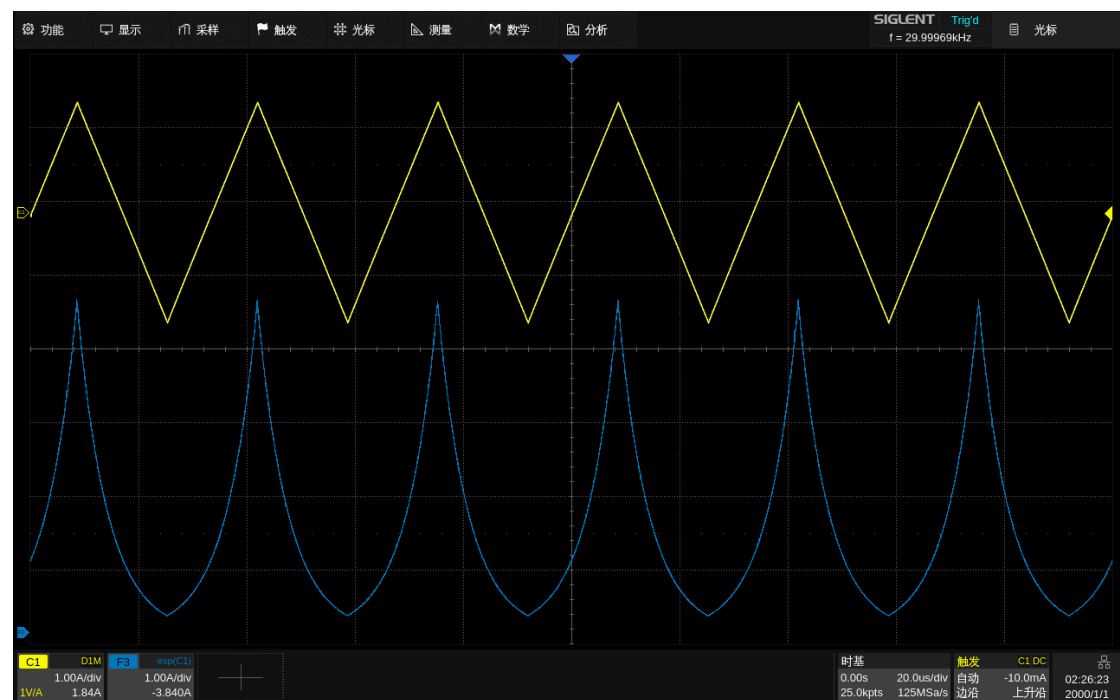 功能 显示 采样 触发 光标 测量 数学 分析 SIGLENT Trig'd 光标
f = 29.99969kHz
C1 D1M F3 exp(C1) 时基 触发 C1 DC
1.00A/div 1.00A/div 0.00s 20.0us/div 自动 -10.0mA 02:26:23
1V/A 1.84A -3.840A 25.0kpts 125MSa/s 边沿 上升沿 2000/1/1